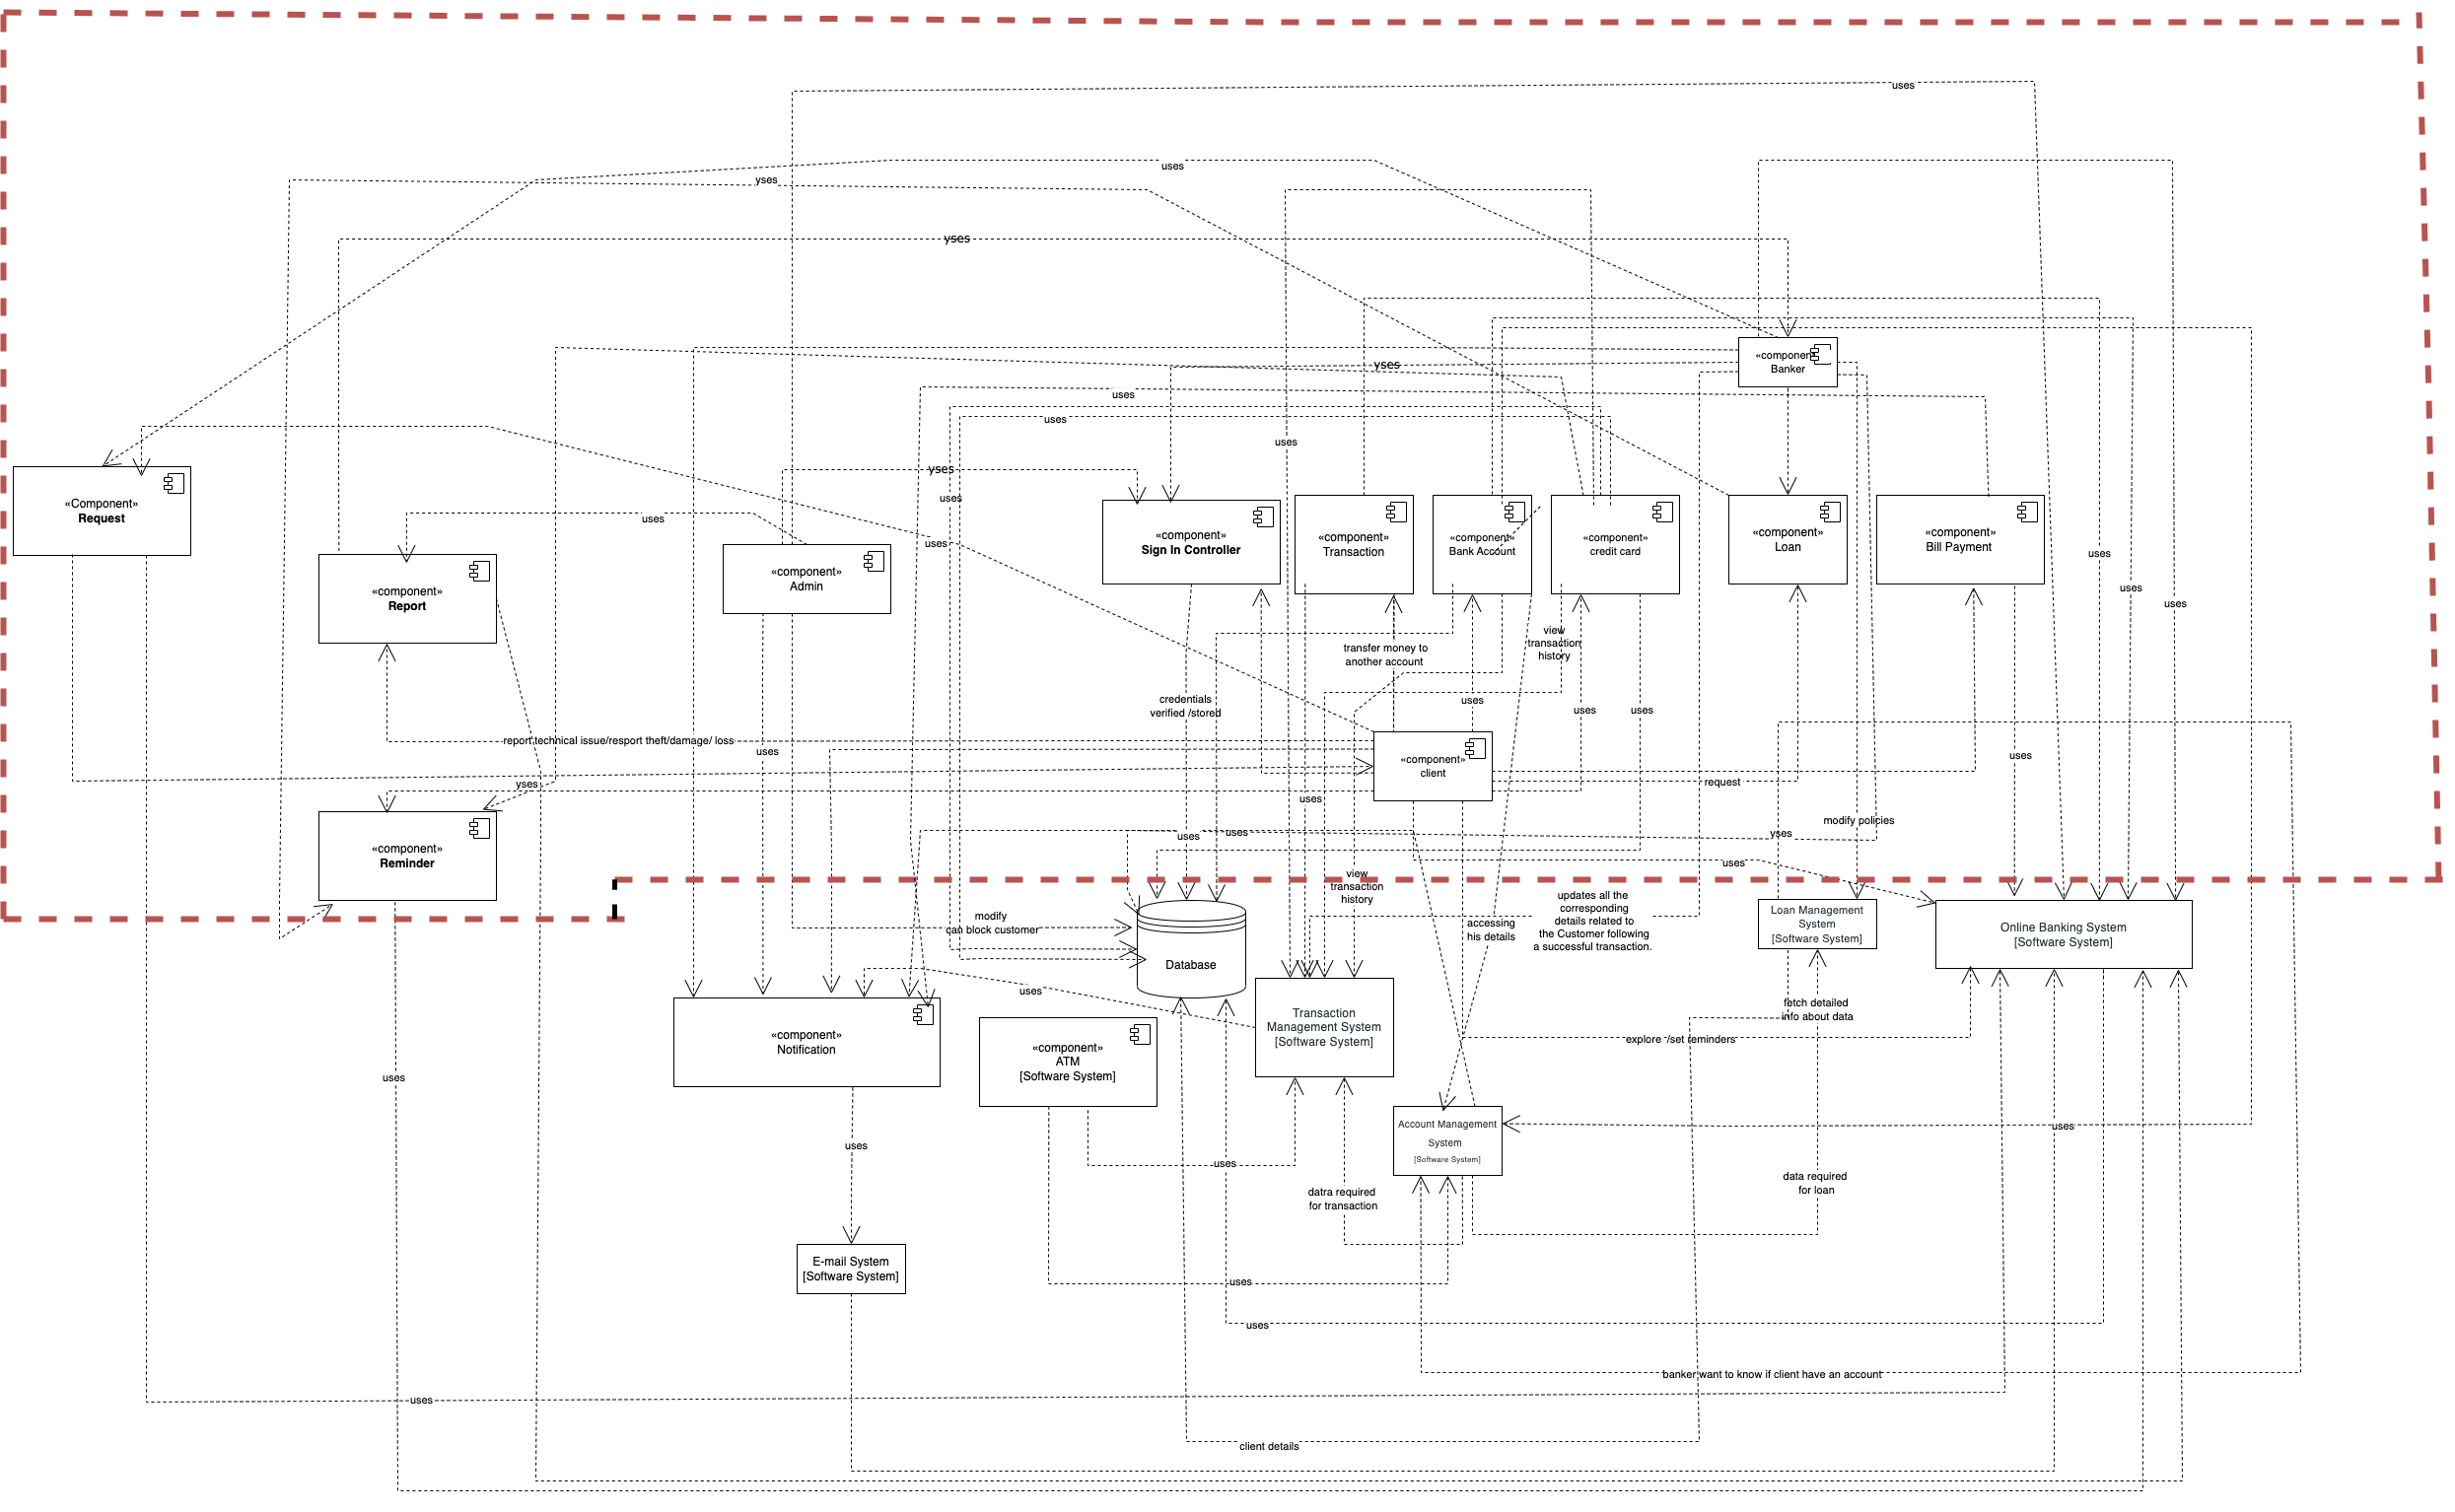 uses
uses
yses
yses
«component»
Banker
yses
uses
uses
uses
yses
uses
«Component»
Request
uses
uses
«component»
Sign In Controller
«component»
Transaction
«component»
Bank Account
«component»
credit card
«component»
Loan
«component»
Bill Payment
uses
«component»
Report
«component»
Admin
uses
uses
view
transaction
history
transfer money to
another account
credentials
verified /stored
uses
uses
uses
report technical issue/resport theft/damage/ loss
uses
«component»
client
uses
yses
request
uses
modify policies
uses
uses
yses
«component»
Reminder
uses
view
transaction
history
updates all the
corresponding
details related to
the Customer following
a successful transaction.
modify
can block customer
accessing
his details
Loan Management
System
[Software System]
Online Banking System
[Software System]
Database
uses
fetch detailed
info about data
Transaction
Management System
[Software System]
explore /set reminders
«component»
Notification
«component»
ATM
[Software System]
uses
Account Management
System
[Software System]
uses
uses
uses
data required
for loan
datra required
for transaction
E-mail System
[Software System]
uses
uses
banker want to know if client have an account
uses
client details